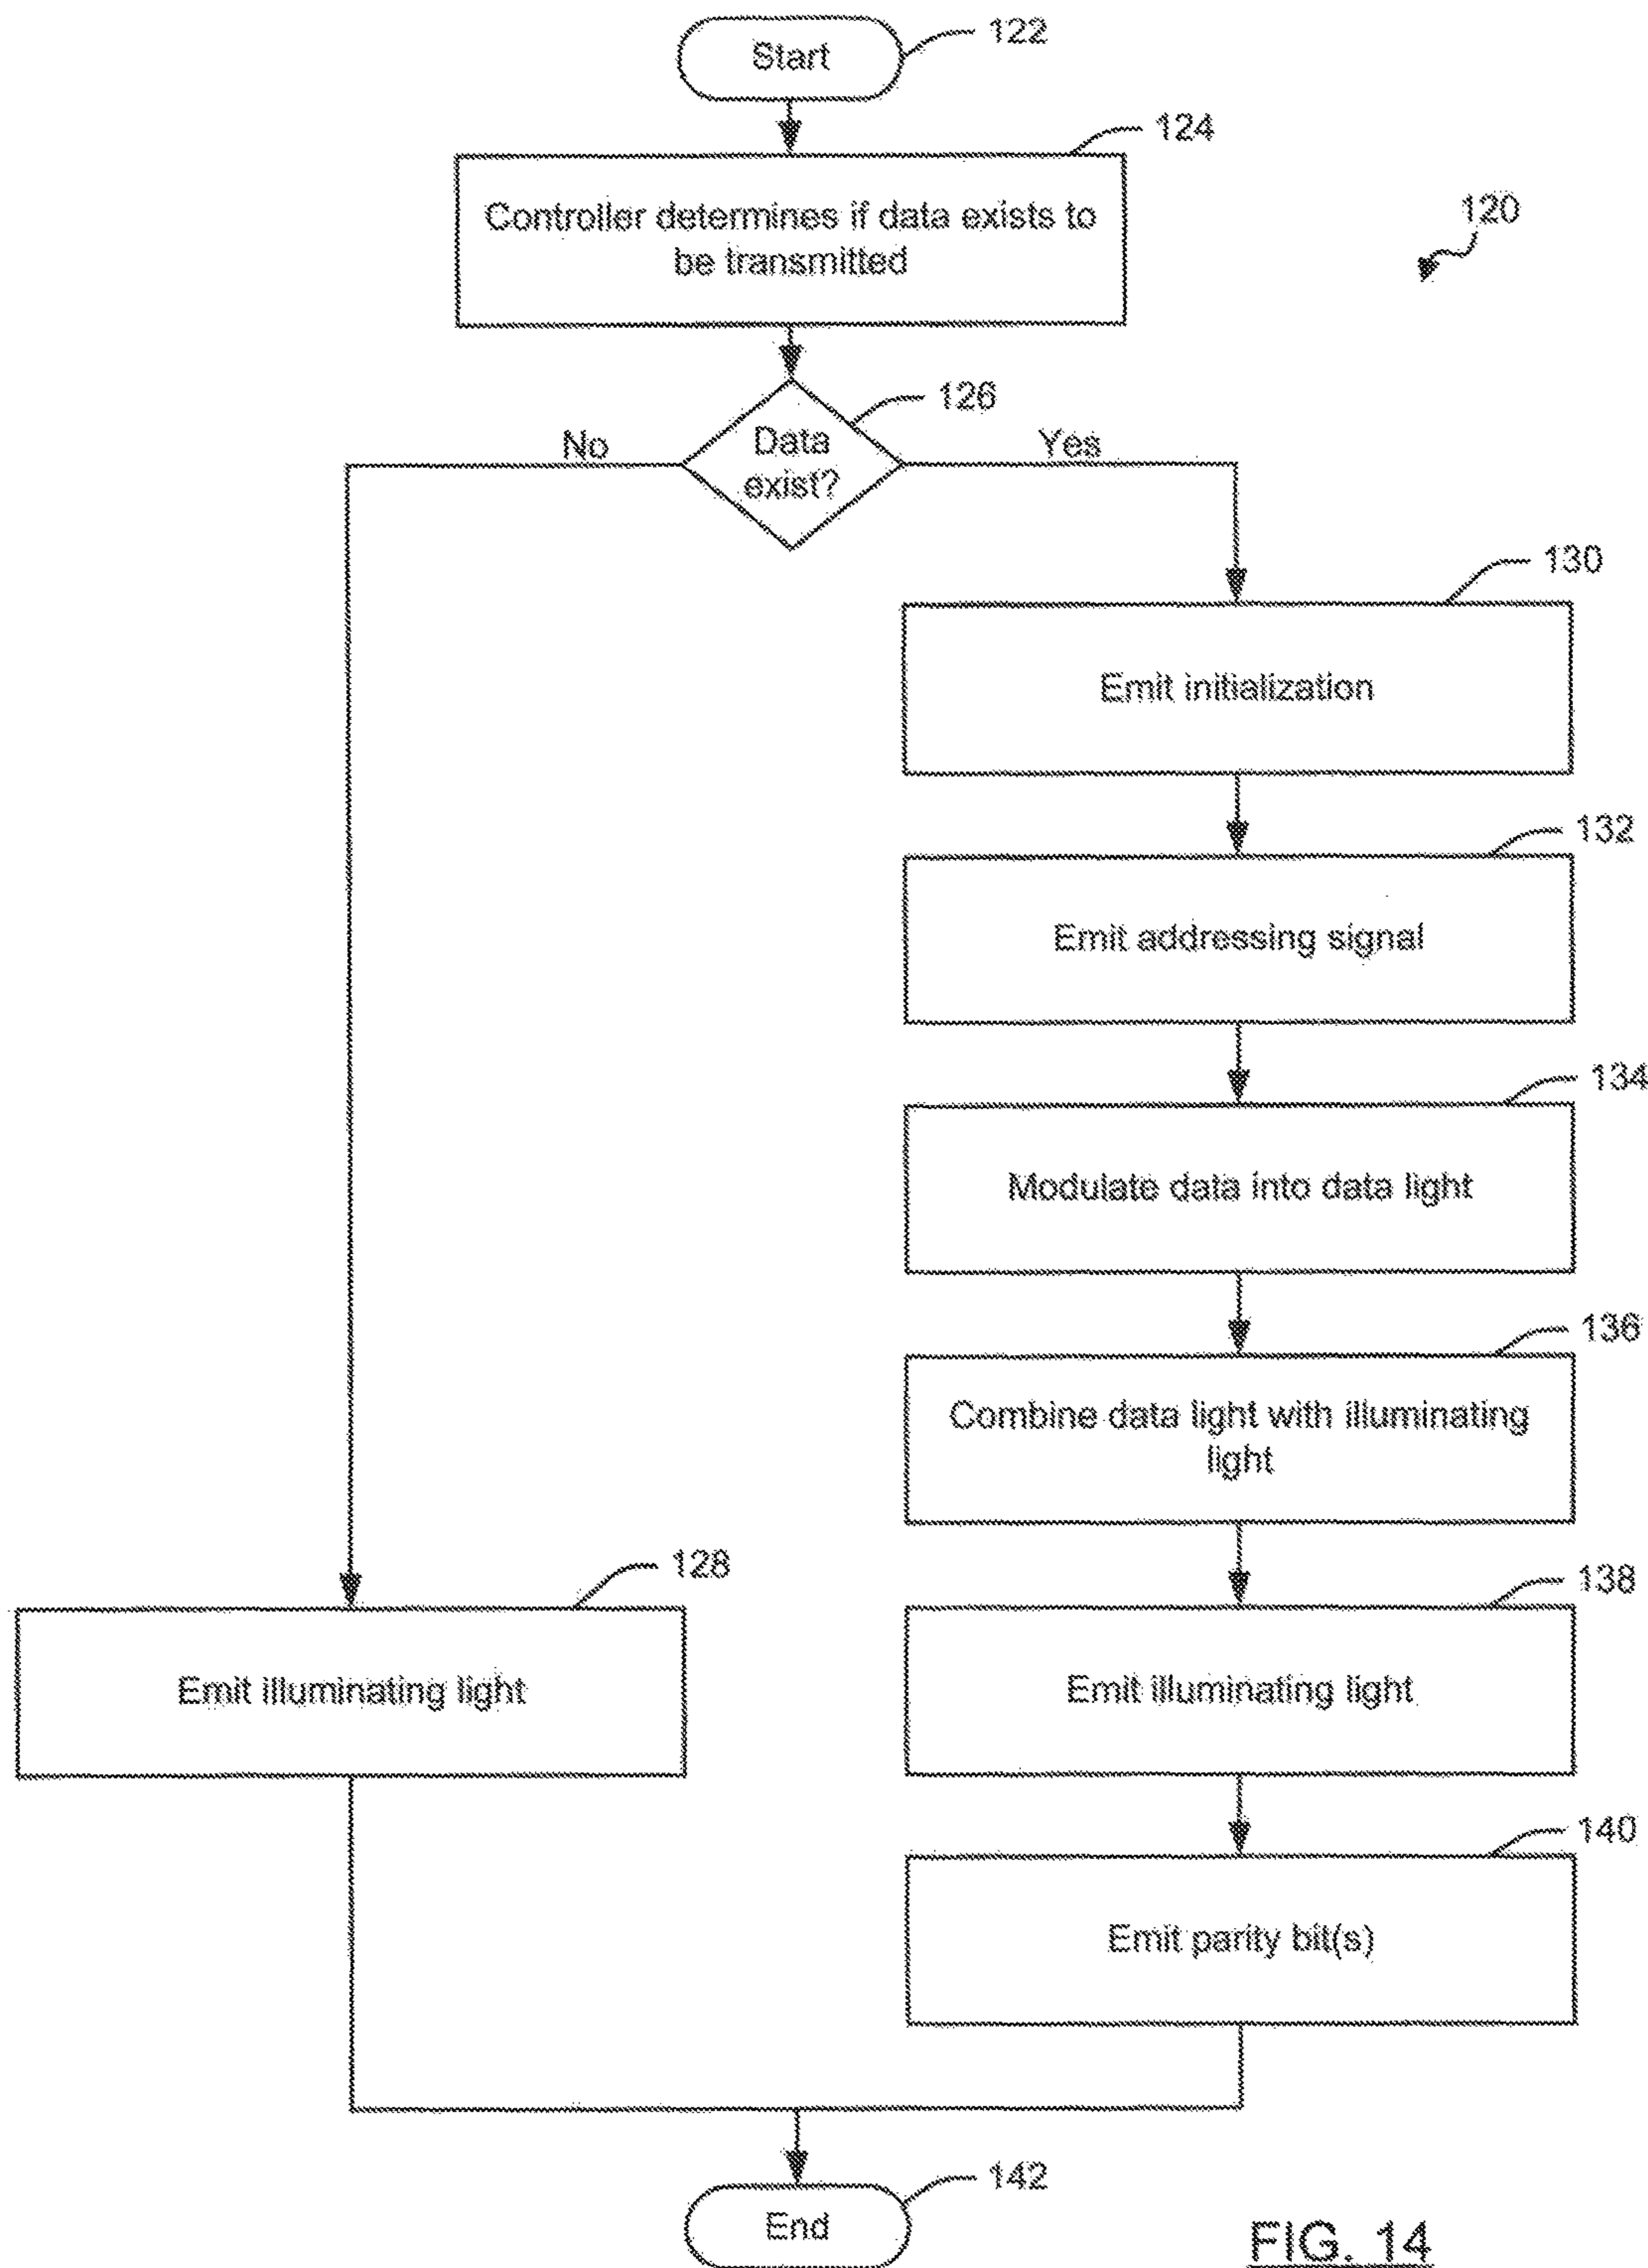 Start
122
124
Controller determines if data exists to
be transmitted
120
126
Data
exist?
No
Yes
130
Emit initialization
132
Emit addressing signal
134
Modulate data into data light
136
Combine data light with illuminating
light
128
Emit illuminating light
138
Emit illuminating light
140
Emit parity bit(s)
142
End
FIG. 14